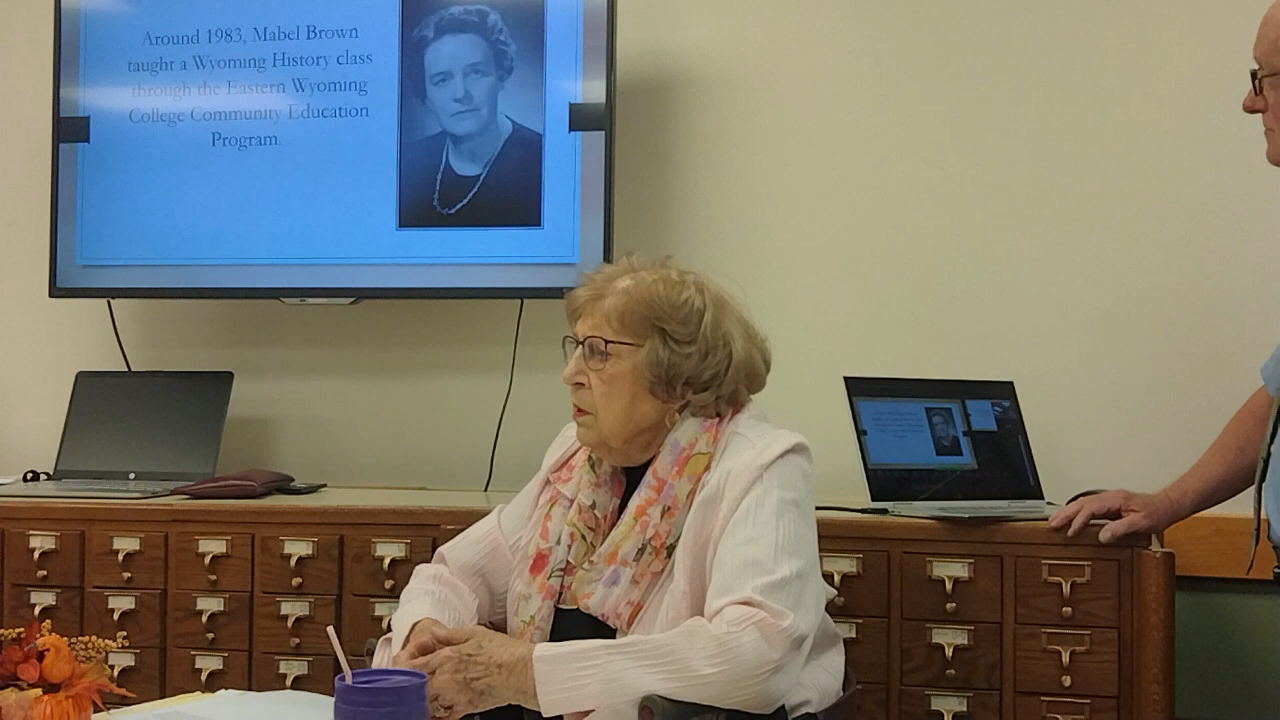 Around 1983, Mabel Brown
taught a Wyoming History class
through the Eastern Wyoming
College Community Education
Program.